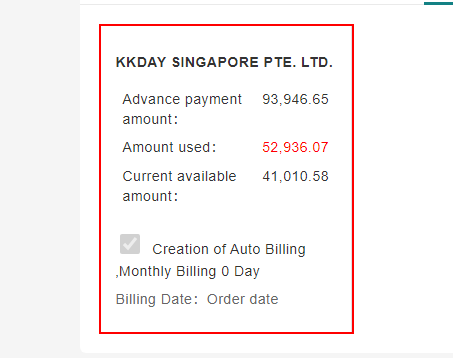 KKDAY SINGAPORE PTE. LTD.
Advance payment 93,946.65
amount：
Amount used： 52,936.07
Current available 41,010.58
amount：
Creation of Auto Billing
,Monthly Billing 0 Day
Billing Date：Order date